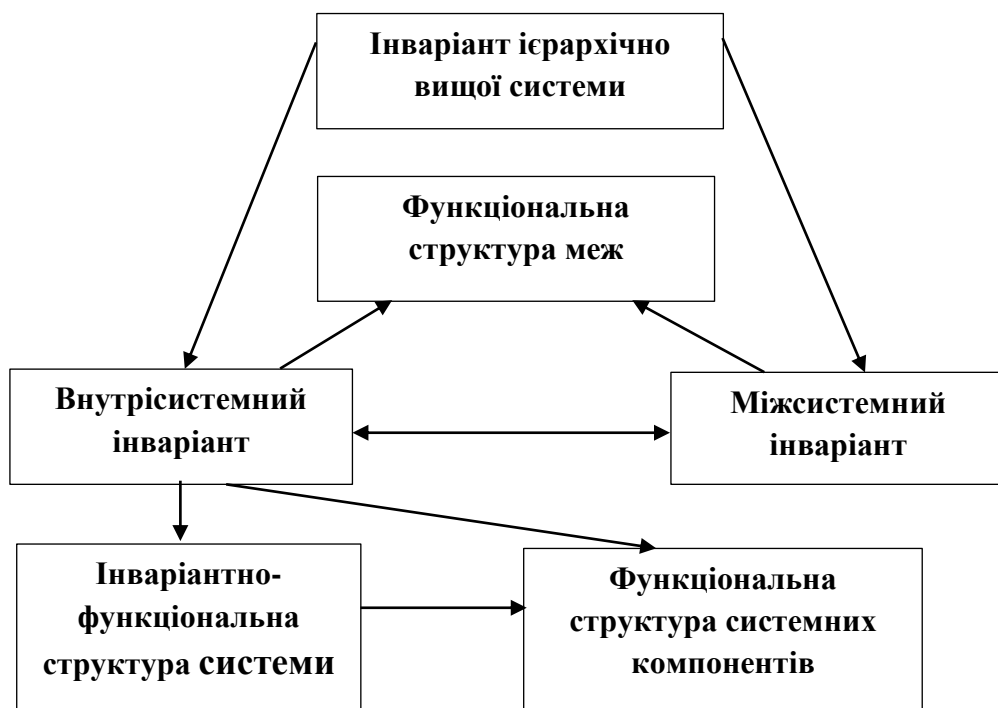 Інваріант ієрархічно
вищої системи
Функціональна
структура меж
Внутрісистемний
інваріант
Міжсистемний
інваріант
Інваріантно-
функціональна
структура системи
Функціональна
структура системних
компонентів